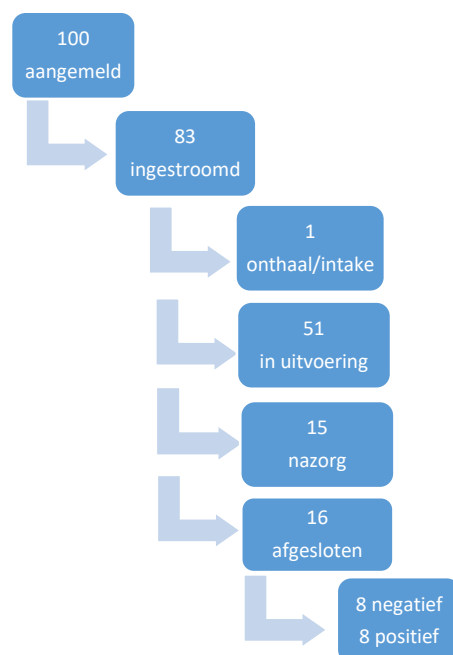 100
aangemeld
83
ingestroomd
1
onthaal/intake
51
in uitvoering
15
nazorg
16
afgesloten
8 negatief
8 positief